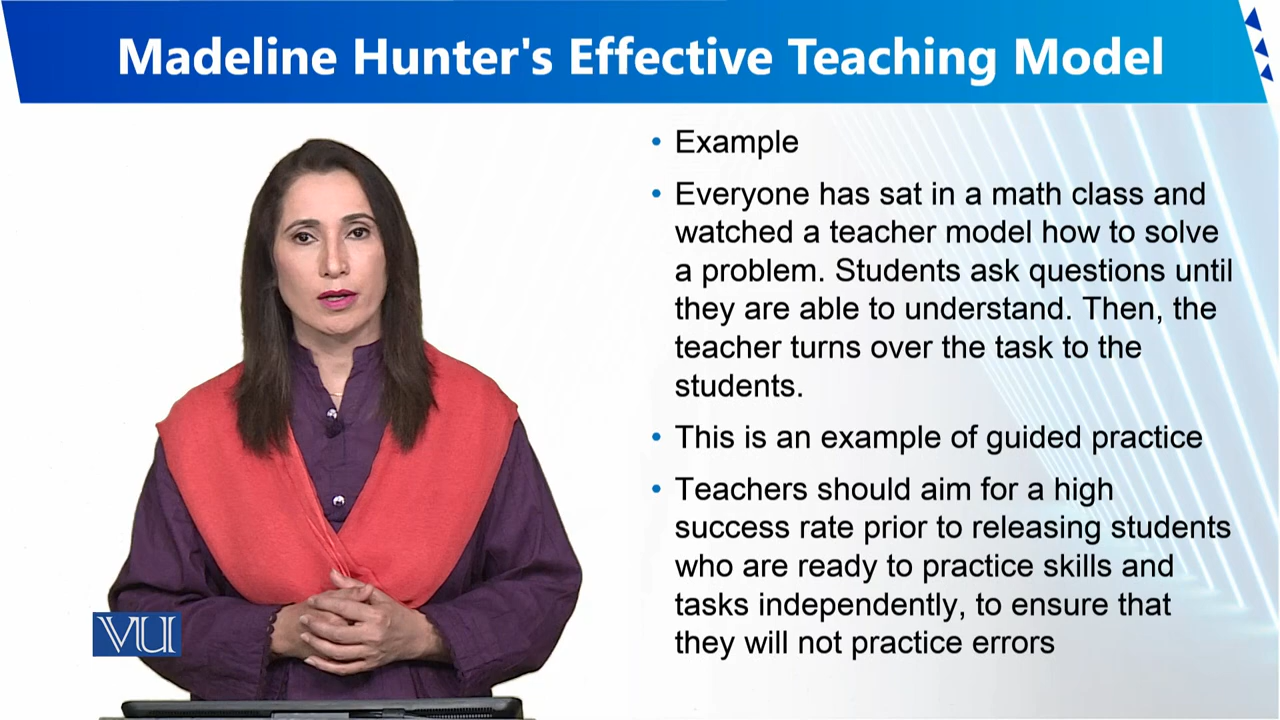 Madeline Hunter's Effective Teaching Model
• Example
• Everyone has sat in a math class and
watched a teacher model how to solve
a problem. Students ask questions until
they are able to understand. Then, the
teacher turns over the task to the
students.
• This is an example of guided practice
• Teachers should aim for a high
success rate prior to releasing students
who are ready to practice skills and
tasks independently, to ensure that
they will not practice errors
VU